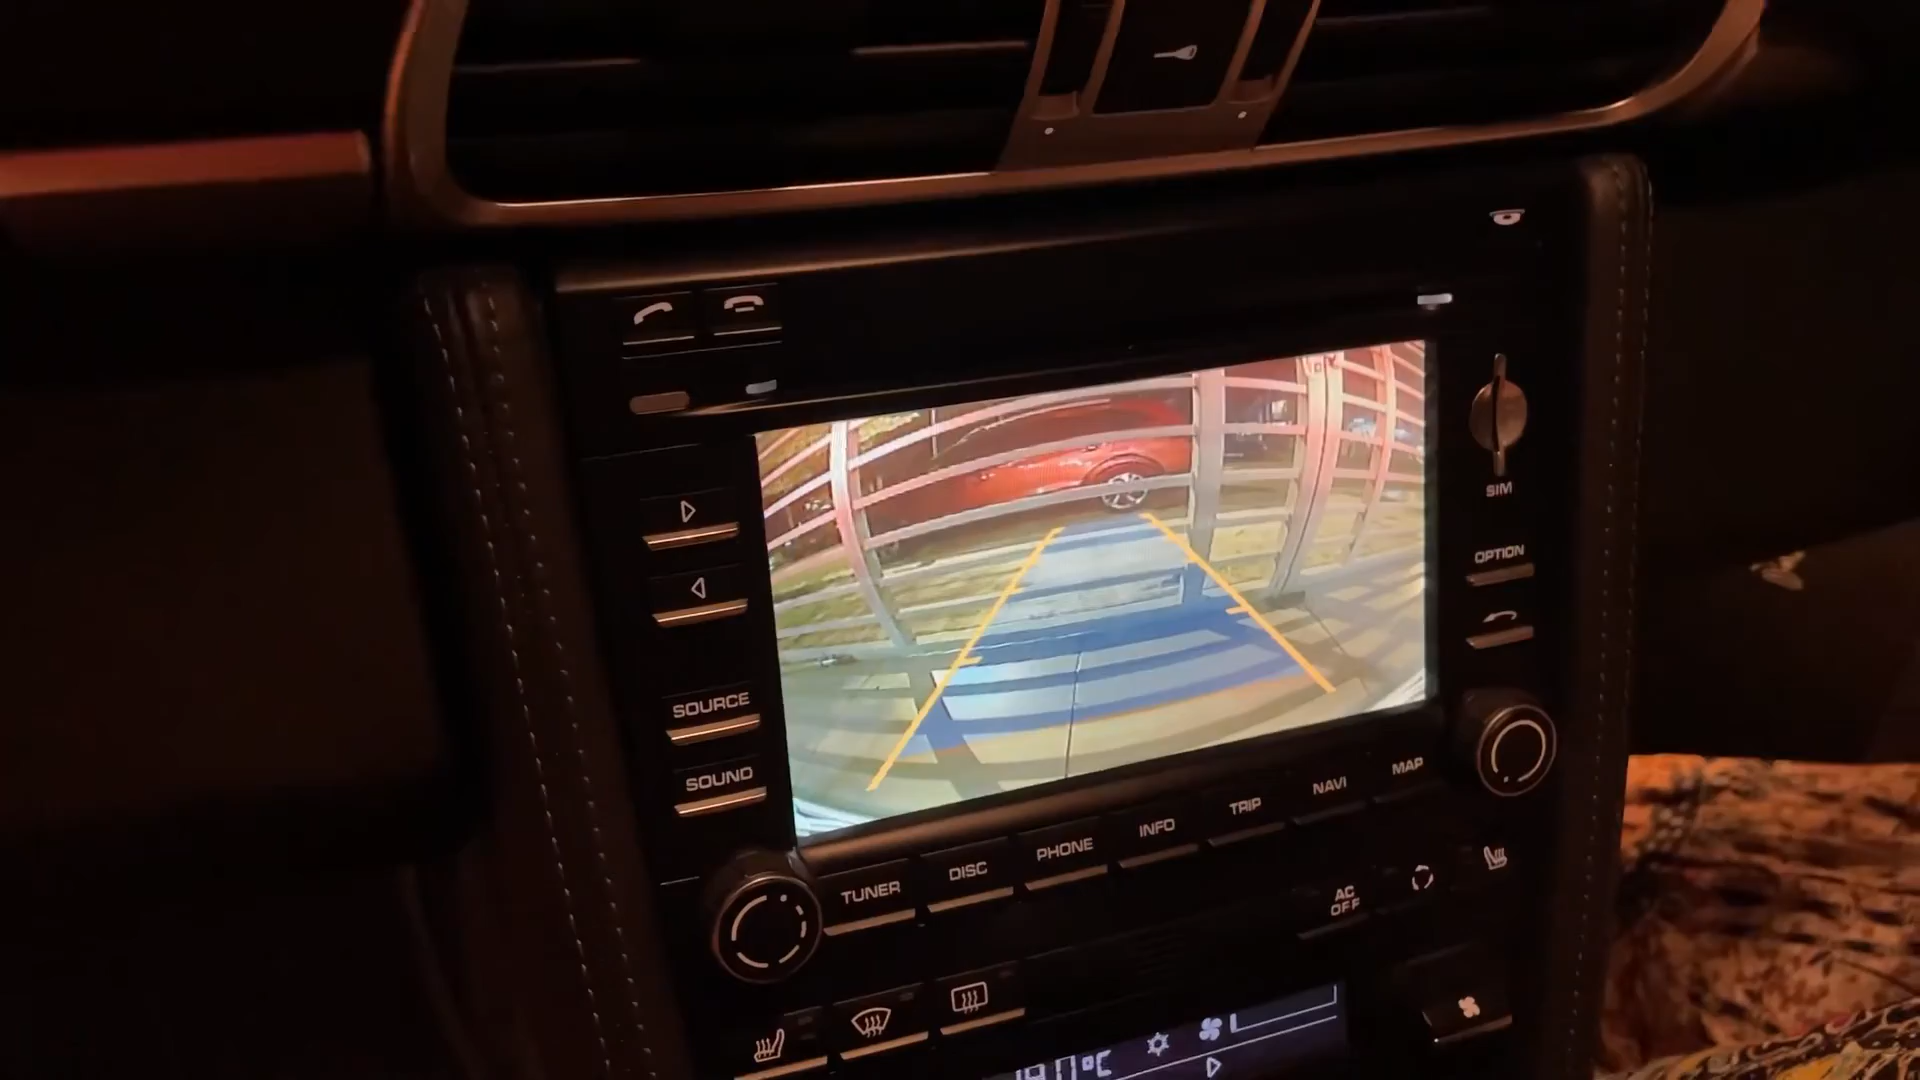 SIM
OPTION
SOURCE
SOUND
TUNER DISC PHONE INFO TRIP NAVI MAP
AC
OFF
°C